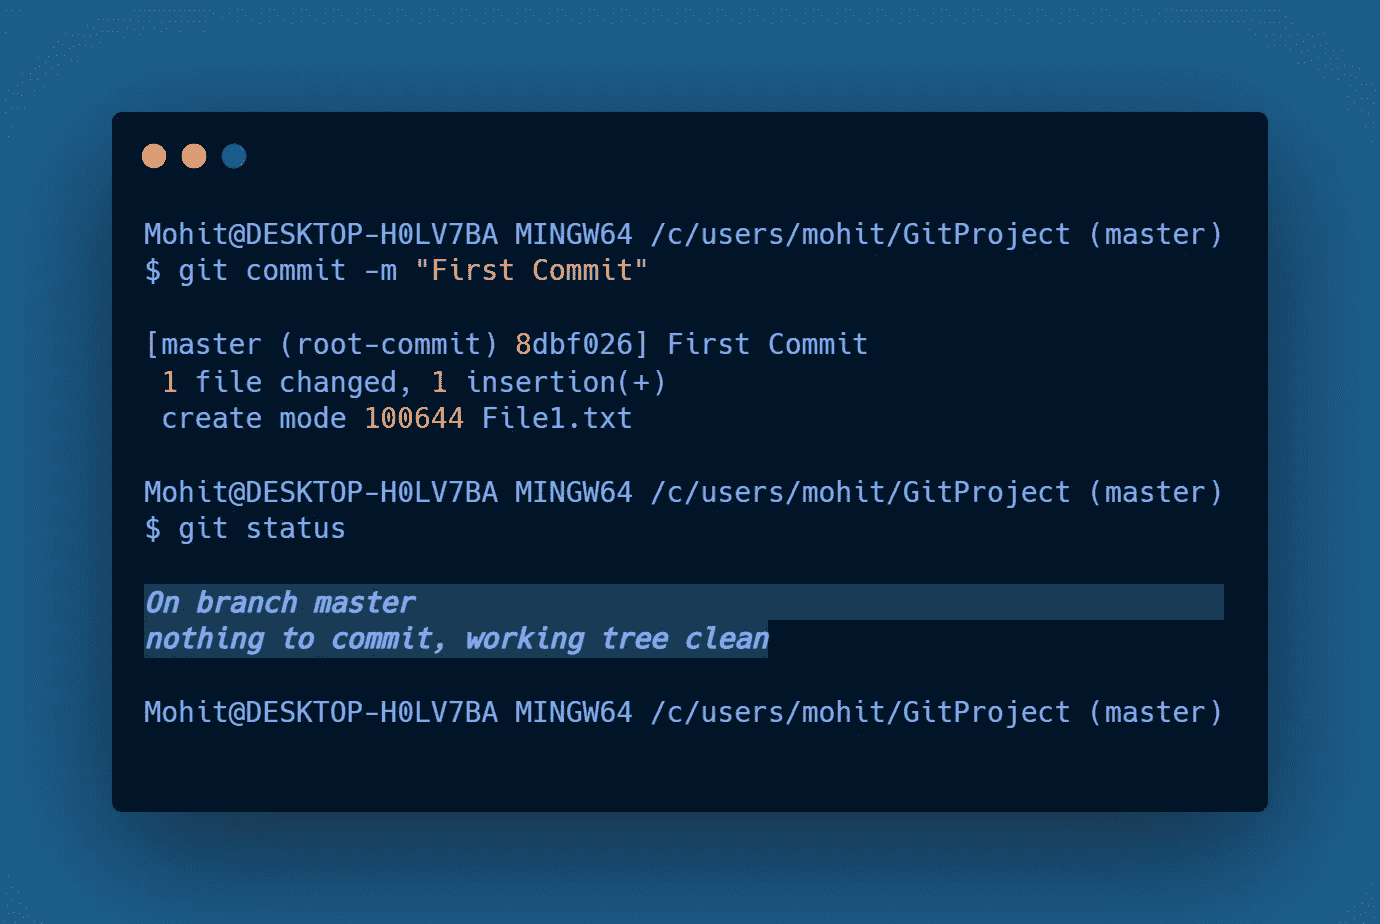 Mohit@DESKTOP-H0LV7BA MINGW64 /c/users/mohit/GitProject (master)
$ git commit -m "First Commit"
[master (root-commit) 8dbf026] First Commit
1 file changed, 1 insertion(+)
create mode 100644 File1.txt
Mohit@DESKTOP-H0LV7BA MINGW64 /c/users/mohit/GitProject (master)
$ git status
On branch master
nothing to commit, working tree clean
Mohit@DESKTOP-H0LV7BA MINGW64 /c/users/mohit/GitProject (master)